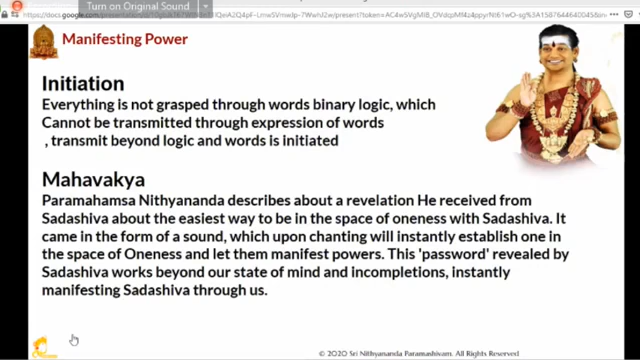 Turn on Original Sound
Manifesting Power
Initiation
Everything is not grasped through words binary logic, which
Cannot be transmitted through expression of words
, transmit beyond logic and words is initiated
Mahavakya
Paramahamsa Nithyananda describes about a revelation He received from
Sadashiva about the easiest way to be in the space of oneness with Sadashiva. It
came in the form of a sound, which upon chanting will instantly establish one in
the space of Oneness and let them manifest powers. This 'password' revealed by
Sadashiva works beyond our state of mind and incompletions, instantly
manifesting Sadashiva through us.
© 2020 Sri Nithyananda Paramashivam